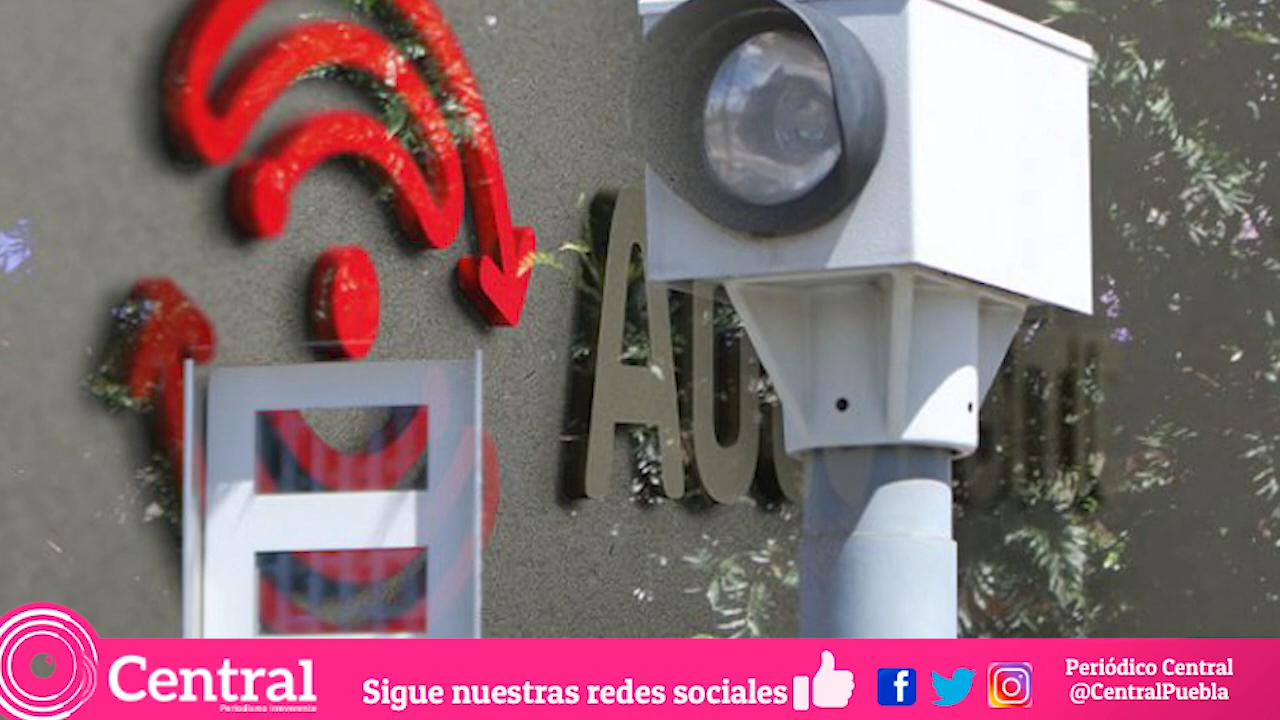 Central
Periodismo irreverente
Sigue nuestras redes sociales
Periódico Central
@CentralPuebla